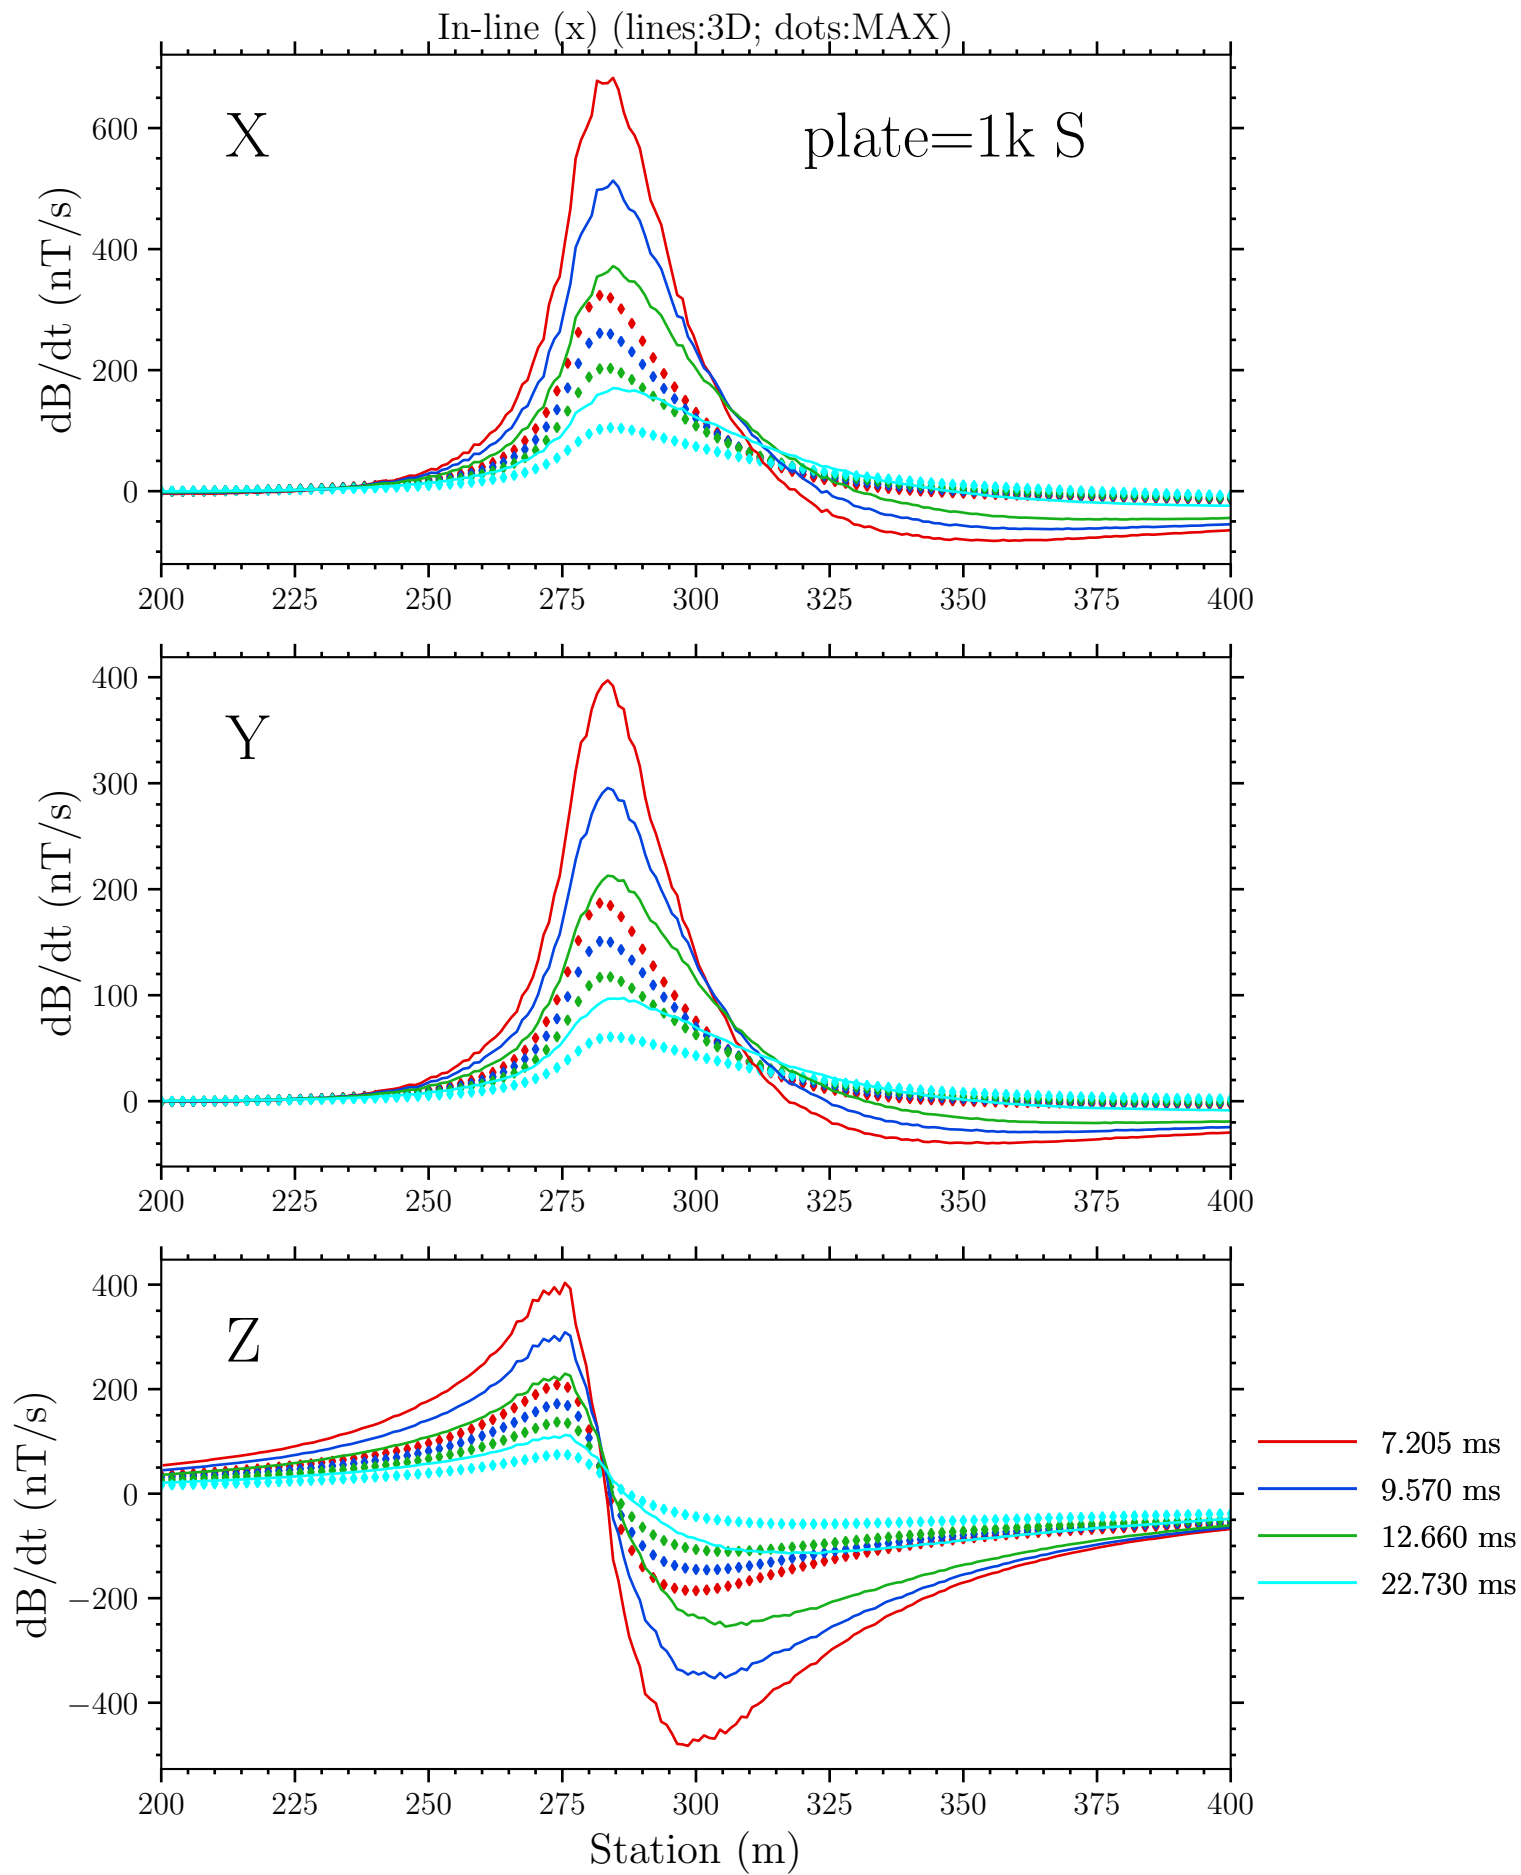 In-line (x) (lines:3D; dots:MAX)
X
plate=1k S
dB/dt (nT/s)
600
400
200
0
200 225 250 275 300 325 350 375 400
Y
dB/dt (nT/s)
400
300
200
100
0
200 225 250 275 300 325 350 375 400
Z
dB/dt (nT/s)
400
200
0
−200
−400
200 225 250 275 300 325 350 375 400
Station (m)
7.205 ms
9.570 ms
12.660 ms
22.730 ms